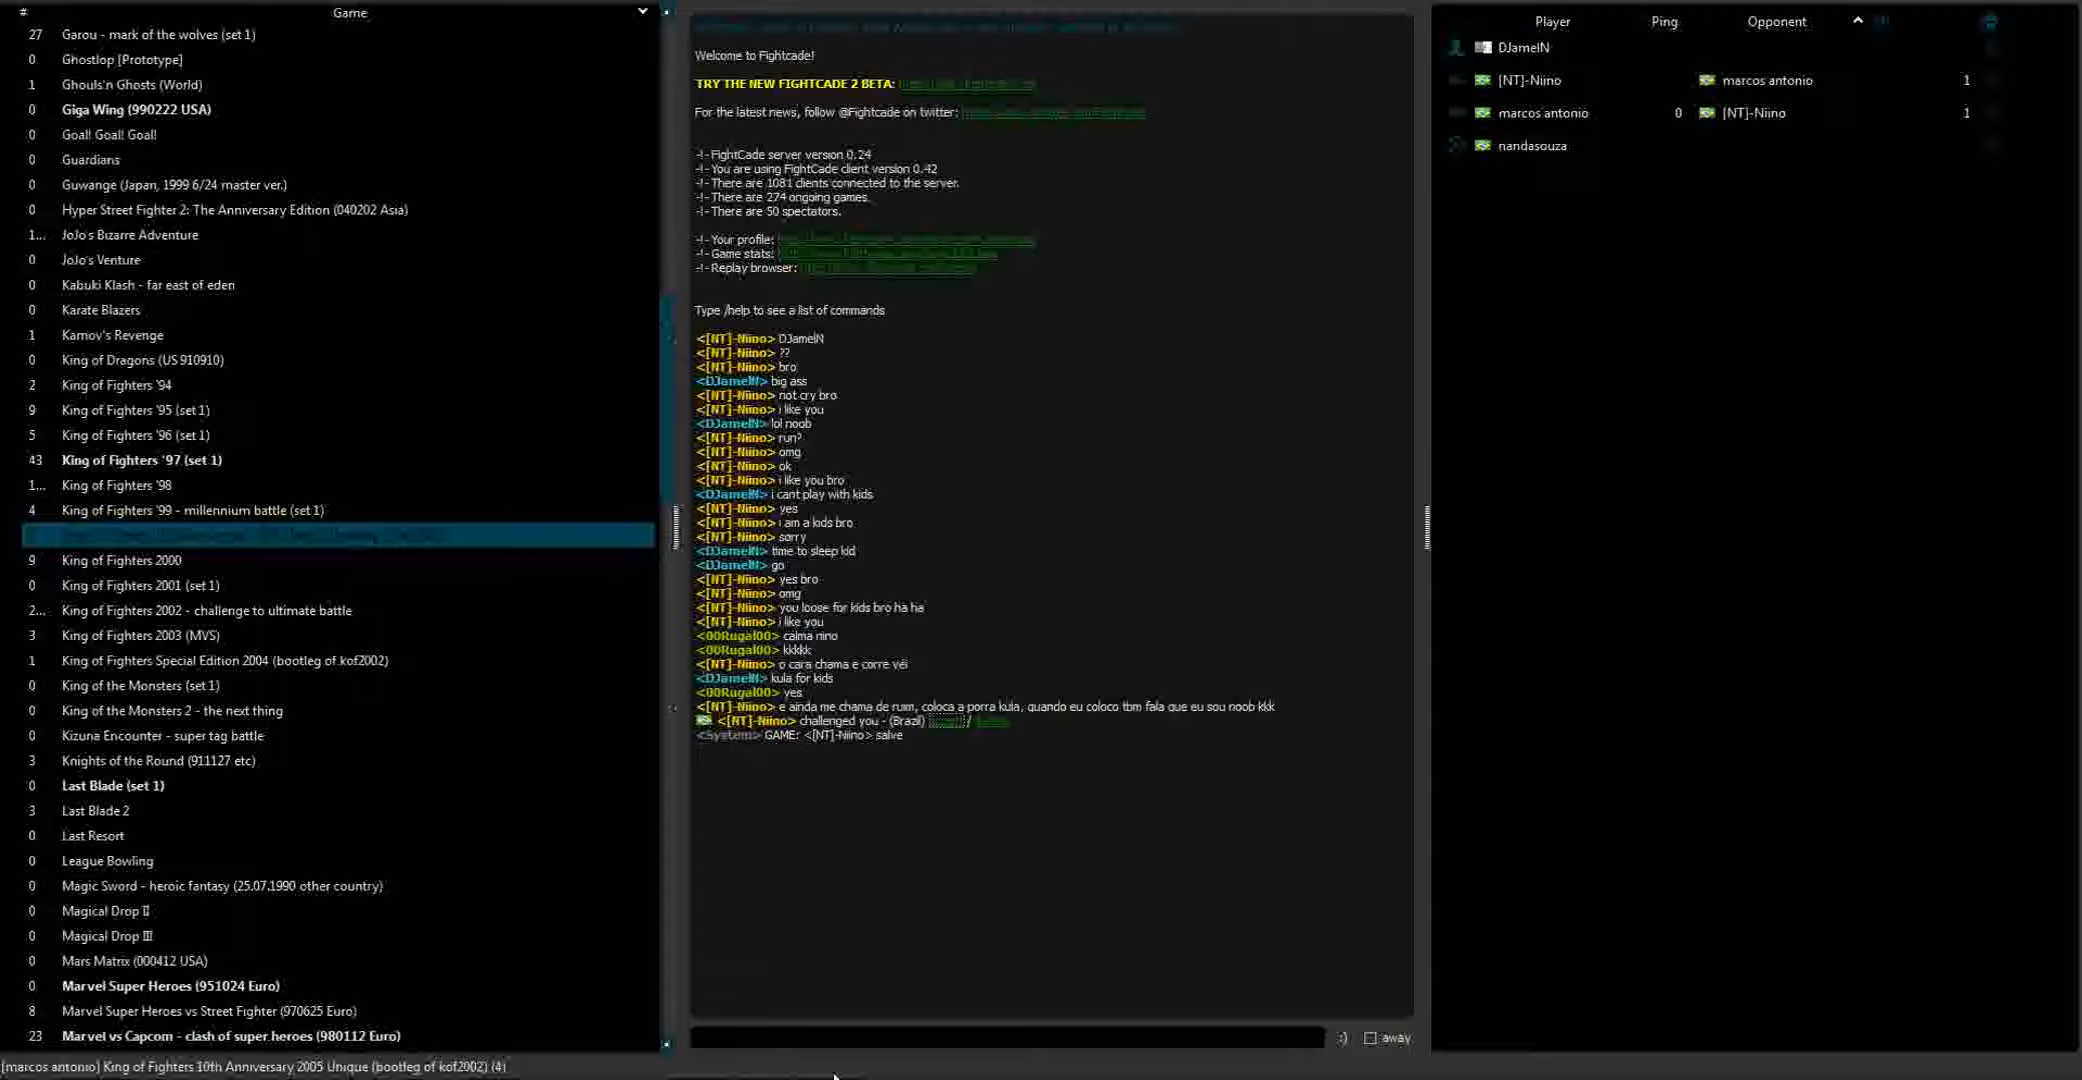 # Game
27 Garou - mark of the wolves (set 1)
0 Ghostlop [Prototype]
1 Ghouls'n Ghosts (World)
0 Giga Wing (990222 USA)
0 Goal! Goal! Goal!
0 Guardians
0 Guwange (Japan, 1999 6/24 master ver.)
0 Hyper Street Fighter 2: The Anniversary Edition (040202 Asia)
1... JoJo's Bizarre Adventure
0 JoJo's Venture
0 Kabuki Klash - far east of eden
0 Karate Blazers
1 Karnov's Revenge
0 King of Dragons (US 910910)
2 King of Fighters '94
9 King of Fighters '95 (set 1)
5 King of Fighters '96 (set 1)
43 King of Fighters '97 (set 1)
1... King of Fighters '98
4 King of Fighters '99 - millennium battle (set 1)
9 King of Fighters 2000
0 King of Fighters 2001 (set 1)
2... King of Fighters 2002 - challenge to ultimate battle
3 King of Fighters 2003 (MVS)
1 King of Fighters Special Edition 2004 (bootleg of kof2002)
0 King of the Monsters (set 1)
0 King of the Monsters 2 - the next thing
0 Kizuna Encounter - super tag battle
3 Knights of the Round (911127 etc)
0 Last Blade (set 1)
3 Last Blade 2
0 Last Resort
0 League Bowling
0 Magic Sword - heroic fantasy (25.07.1990 other country)
0 Magical Drop II
0 Magical Drop III
0 Mars Matrix (000412 USA)
0 Marvel Super Heroes (951024 Euro)
8 Marvel Super Heroes vs Street Fighter (970625 Euro)
23 Marvel vs Capcom - clash of super heroes (980112 Euro)
[marcos antonio] King of Fighters 10th Anniversary 2005 Unique (bootleg of kof2002) (4)
Welcome to Fightcade!
TRY THE NEW FIGHTCADE 2 BETA:
For the latest news, follow @Fightcade on twitter:
-!- FightCade server version 0.24
-!- You are using FightCade client version 0.42
-!- There are 1081 clients connected to the server.
-!- There are 274 ongoing games.
-!- There are 50 spectators.
-!- Your profile:
-!- Game stats:
-!- Replay browser:
Type /help to see a list of commands
<[NT]-Niino> DJamelN
<[NT]-Niino> ??
<[NT]-Niino> bro
<DJamelN> big ass
<[NT]-Niino> not cry bro
<[NT]-Niino> i like you
<DJamelN> lol noob
<[NT]-Niino> run?
<[NT]-Niino> omg
<[NT]-Niino> ok
<[NT]-Niino> i like you bro
<DJamelN> i cant play with kids
<[NT]-Niino> yes
<[NT]-Niino> i am a kids bro
<[NT]-Niino> sorry
<DJamelN> time to sleep kid
<DJamelN> go
<[NT]-Niino> yes bro
<[NT]-Niino> omg
<[NT]-Niino> you loose for kids bro ha ha
<[NT]-Niino> i like you
<00Rugal00> calma nino
<00Rugal00> kkkkk
<[NT]-Niino> o cara chama e corre véi
<DJamelN> kula for kids
<00Rugal00> yes
<[NT]-Niino> e ainda me chama de ruim, coloca a porra kula, quando eu coloco tbm fala que eu sou noob kkk
<[NT]-Niino> challenged you - (Brazil) /
<System> GAME: <[NT]-Niino> salve
:) away
Player Ping Opponent
DJamelN
[NT]-Niino marcos antonio 1
marcos antonio 0 [NT]-Niino 1
nandasouza